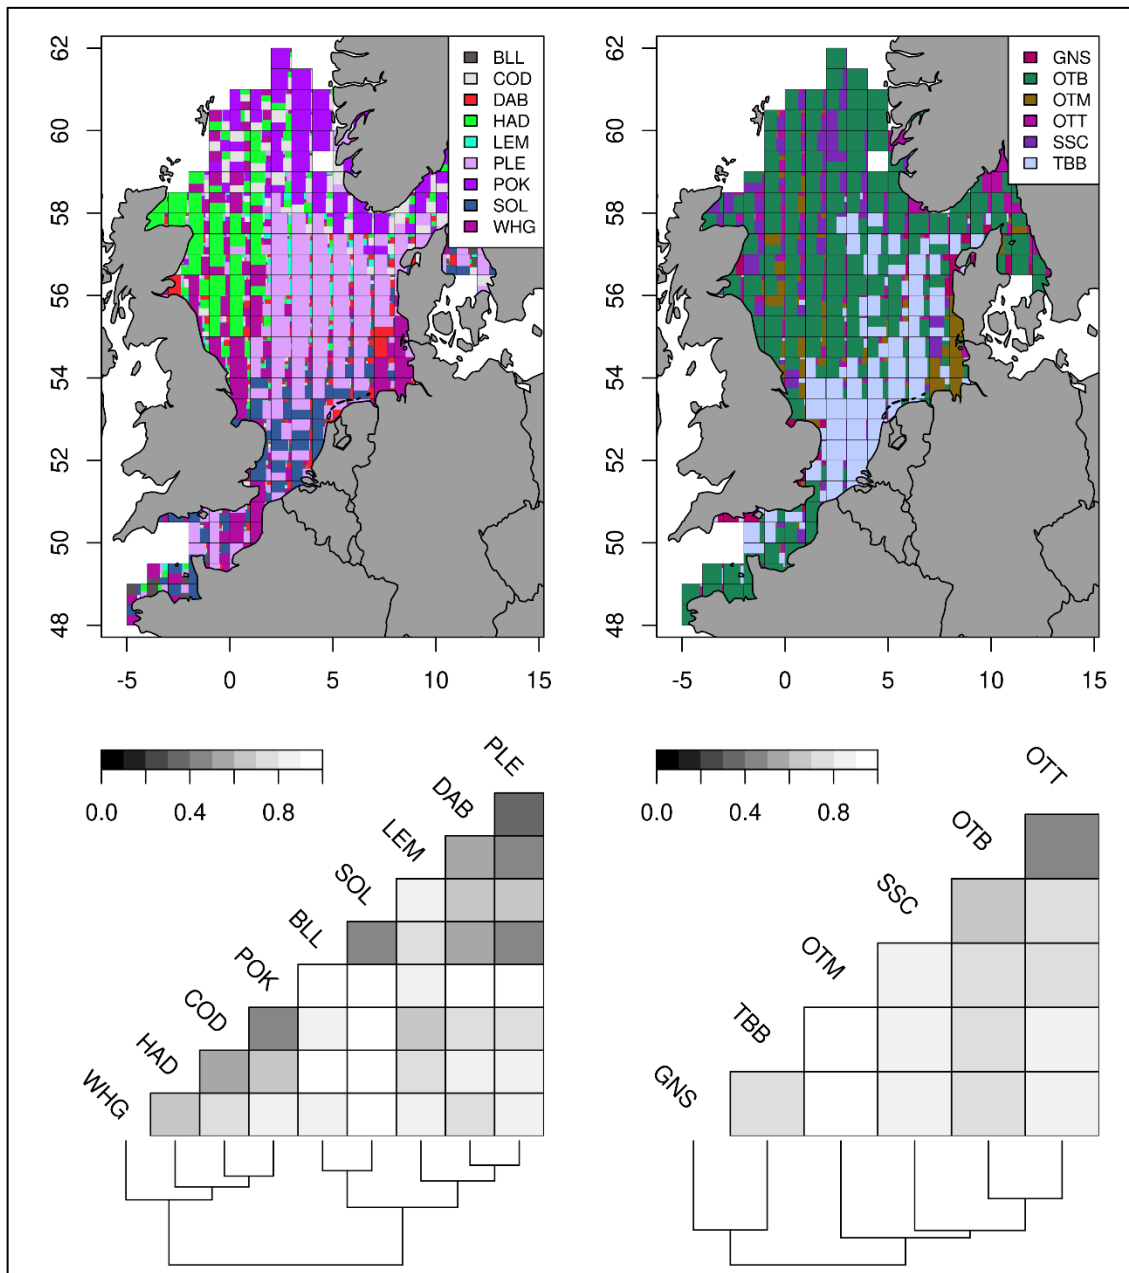 62
60
58
56
54
52
50
48
-5
0
5
10
15
BLL
COD
DAB
HAD
LEM
PLE
POK
SOL
WHG
62
60
58
56
54
52
50
48
-5
0
5
10
15
GNS
OTB
OTM
OTT
SSC
TBB
0.0
0.4
0.8
PLE
DAB
LEM
SOL
BLL
POK
COD
HAD
WHG
0.0
0.4
0.8
OTT
OTB
SSC
OTM
TBB
GNS